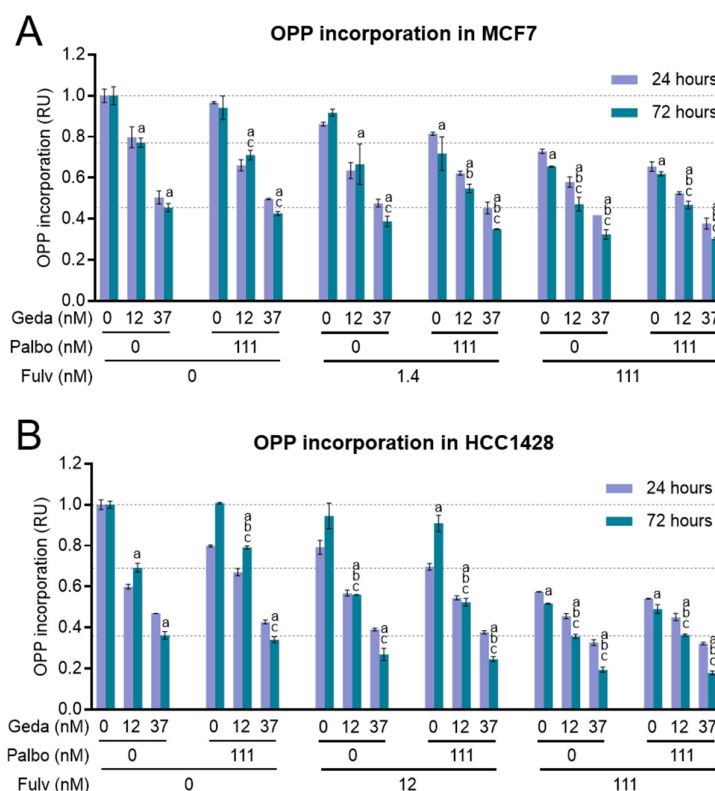 A
OPP incorporation in MCF7
24 hours
72 hours
OPP incorporation (RU)
1.2
1.0
0.8
0.6
0.4
0.2
0.0
a
a
a
c
a
c
a
a
c
a
a
b
a
b
c
a
a
b
c
a
b
c
a
a
b
c
a
b
c
Geda (nM) 0 12 37 0 12 37 0 12 37 0 12 37 0 12 37 0 12 37
Palbo (nM) 0 111 0 111 0 111
Fulv (nM) 0 1.4 111
B
OPP incorporation in HCC1428
24 hours
72 hours
OPP incorporation (RU)
1.2
1.0
0.8
0.6
0.4
0.2
0.0
a
a
a
b
c
a
c
a
b
c
a
c
a
a
b
c
a
b
c
a
a
b
c
a
b
c
a
a
b
c
a
b
c
Geda (nM) 0 12 37 0 12 37 0 12 37 0 12 37 0 12 37 0 12 37
Palbo (nM) 0 111 0 111 0 111
Fulv (nM) 0 12 111